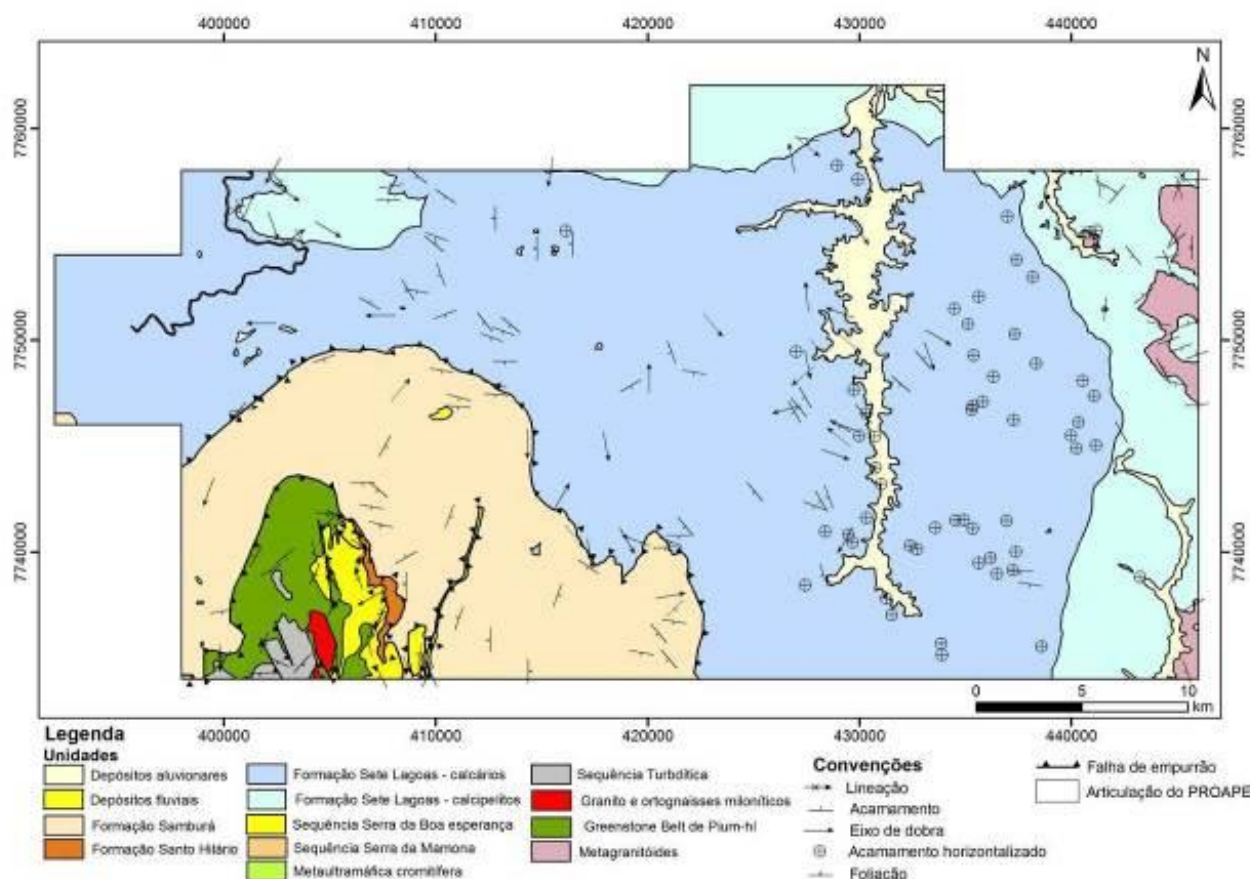 400000 410000 420000 430000 440000
N
7760000 7760000
7750000 7750000
7740000 7740000
0 5 10
km
400000 410000 420000 430000 440000
Legenda
Unidades
Depósitos aluvionares
Depósitos fluviais
Formação Samburá
Formação Santo Hilário
Formação Sete Lagoas - calcários
Formação Sete Lagoas - calcipelitos
Sequência Serra da Boa esperança
Sequência Serra da Mamona
Metaultramáfica cromitífera
Sequência Turbdítica
Granito e ortognaisses miloníticos
Greenstone Belt de Pium-hI
Metagranitóides
Convenções
Lineação
Acamamento
Eixo de dobra
Acamamento horizontalizado
Foliação
Falha de empurrão
Articulação do PROAPE